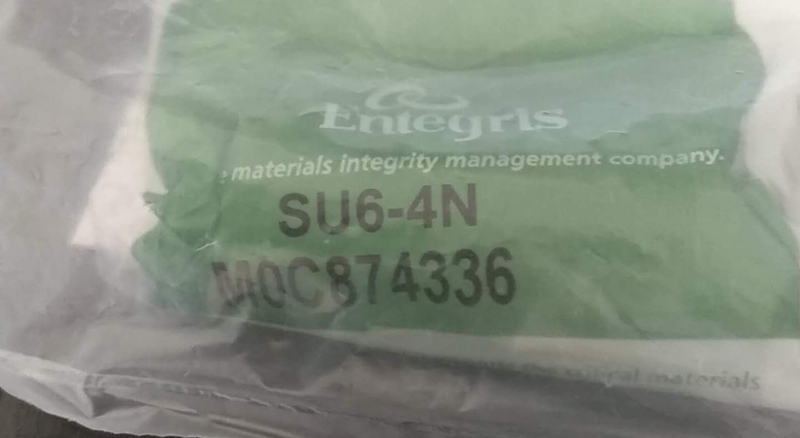 Entegris
materials integrity management company.
SU6-4N
M0C874336
materials